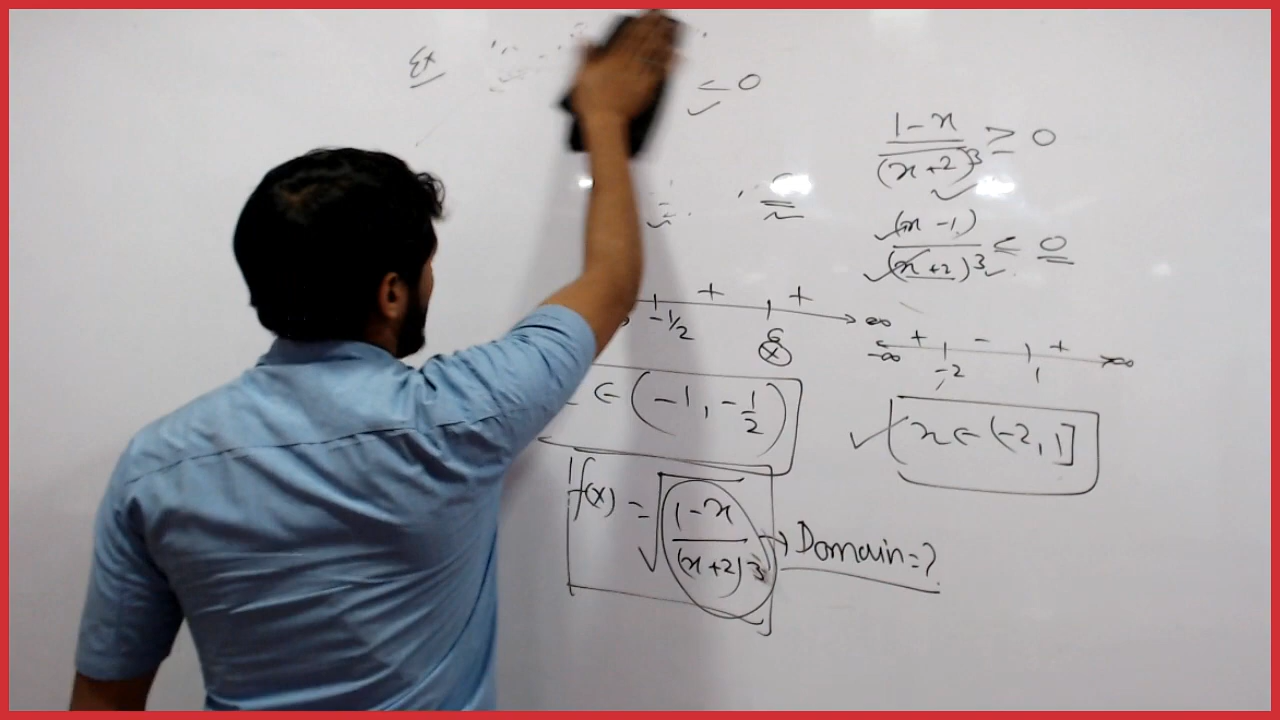 Ex
≤ 0
+ +
-1/2 ∞
∈ (-1, -1/2)
f(x) = √((1-x)/(x+2)³) → Domain=?
(1-x)/(x+2)³ ≥ 0
(x-1)/(x+2)³ ≤ 0
+ - +
-∞ -2 1 ∞
x ∈ (-2, 1]